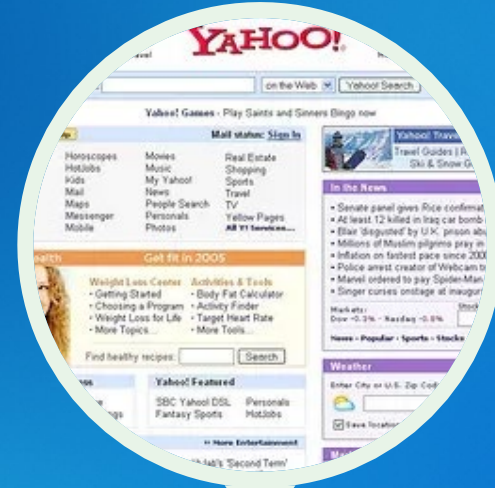 YAHOO!
on the Web Yahoo! Search
Yahoo! Games - Play Saints and Sinners Bingo now
Mail status: Sign In
Horoscopes Movies Real Estate
HotJobs Music Shopping
Kids My Yahoo! Sports
Mail News Travel
Maps People Search TV
Messenger Personals Yellow Pages
Mobile Photos All Y! Services...
Get fit in 2005
Weight Loss Center Activities & Tools
• Getting Started • Body Fat Calculator
• Choosing a Program • Activity Finder
• Weight Loss for Life • Target Heart Rate
• More Topics... • More Tools...
Find healthy recipes: Search
Yahoo! Featured
SBC Yahoo! DSL Personals
Fantasy Sports HotJobs
» More Entertainment
'Second Term'
Yahoo! Trave
Travel Guides | R
Ski & Snow G
In the News
• Senate panel gives Rice confirmat
• At least 12 killed in Iraq car bomb
• Blair 'disgusted' by U.K. prison abu
• Millions of Muslim pilgrims pray in
• Inflation on fastest pace since 2000
• Police arrest creator of Webcam t
• Marvel ordered to pay Spider-Man
• Singer curses onstage at inaugur
Markets:
Dow -0.3% - Nasdaq -0.8%
News - Popular - Sports - Stocks
Weather
Enter City or U.S. Zip Cod
Save location